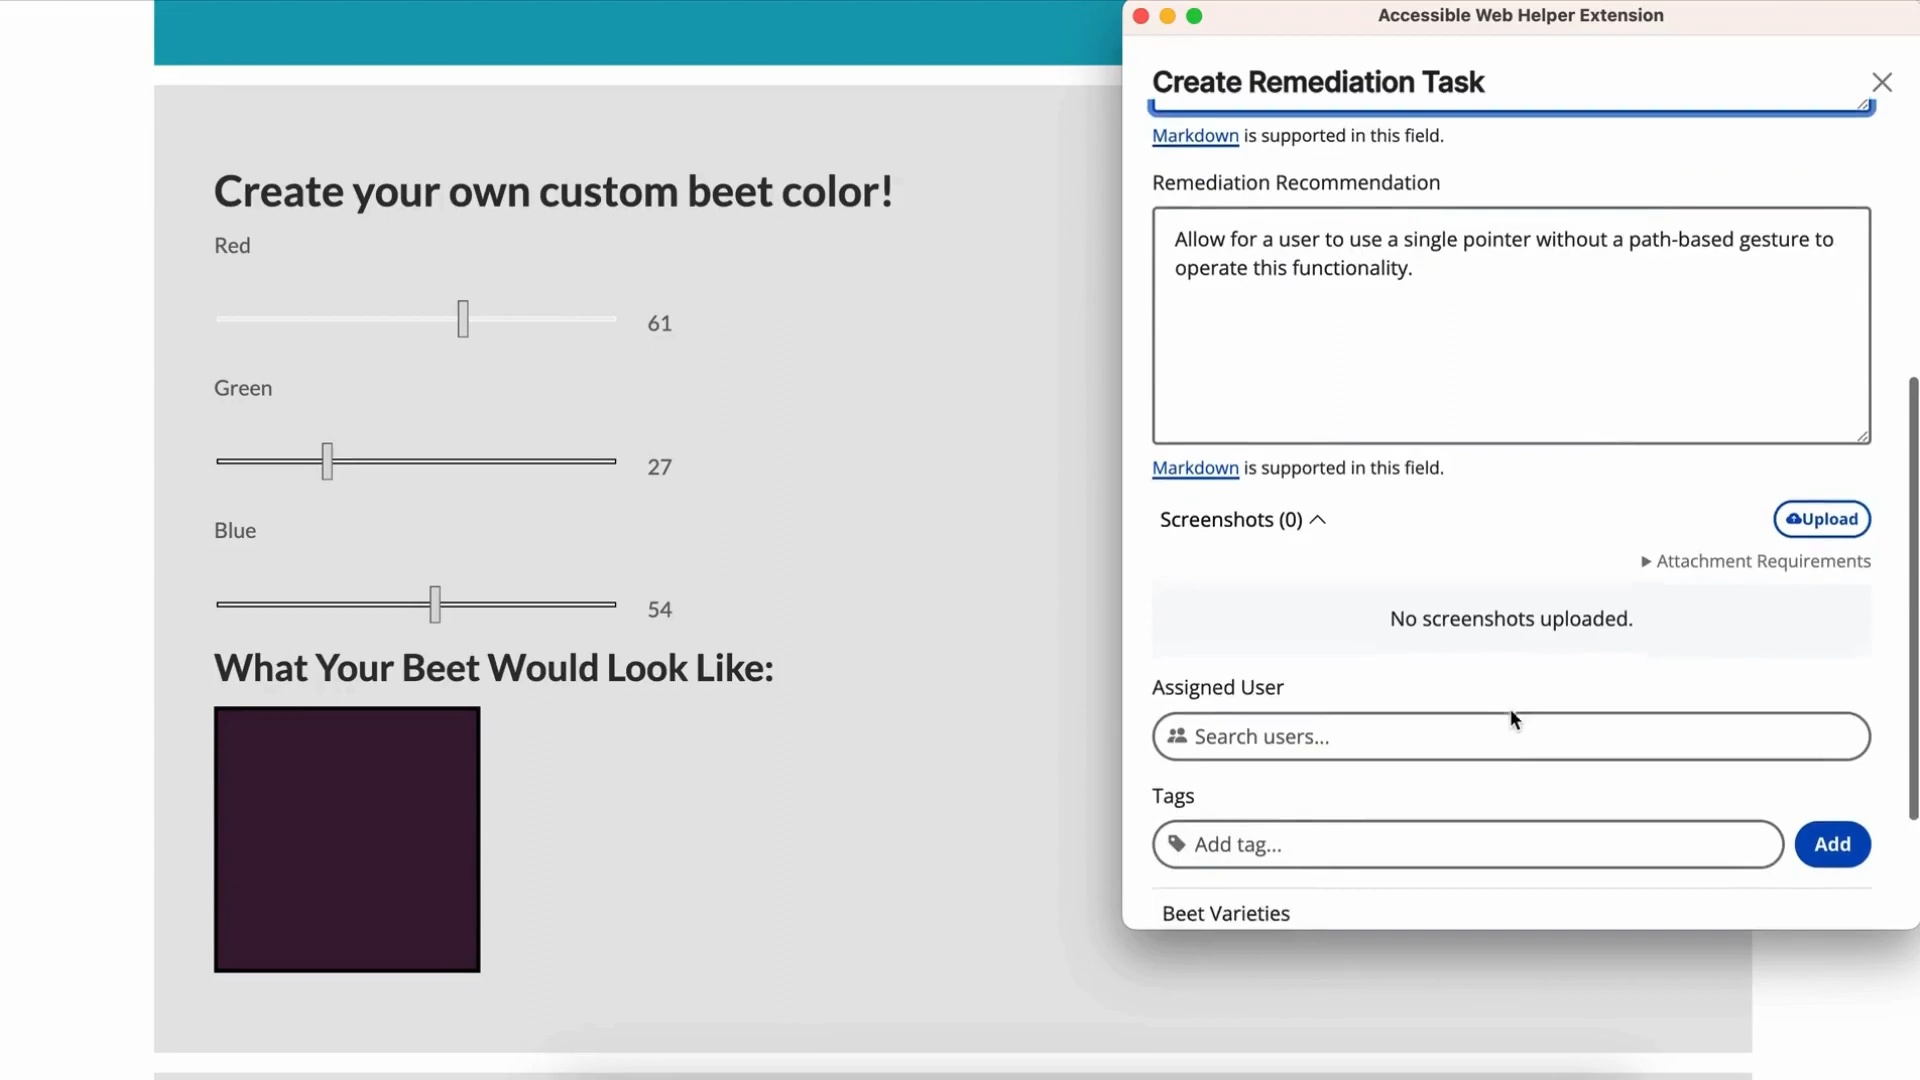 Create your own custom beet color!
Red
61
Green
27
Blue
54
What Your Beet Would Look Like:
Accessible Web Helper Extension
Create Remediation Task
Markdown is supported in this field.
Remediation Recommendation
Allow for a user to use a single pointer without a path-based gesture to
operate this functionality.
Markdown is supported in this field.
Screenshots (0)
Upload
Attachment Requirements
No screenshots uploaded.
Assigned User
Search users...
Tags
Add tag...
Add
Beet Varieties